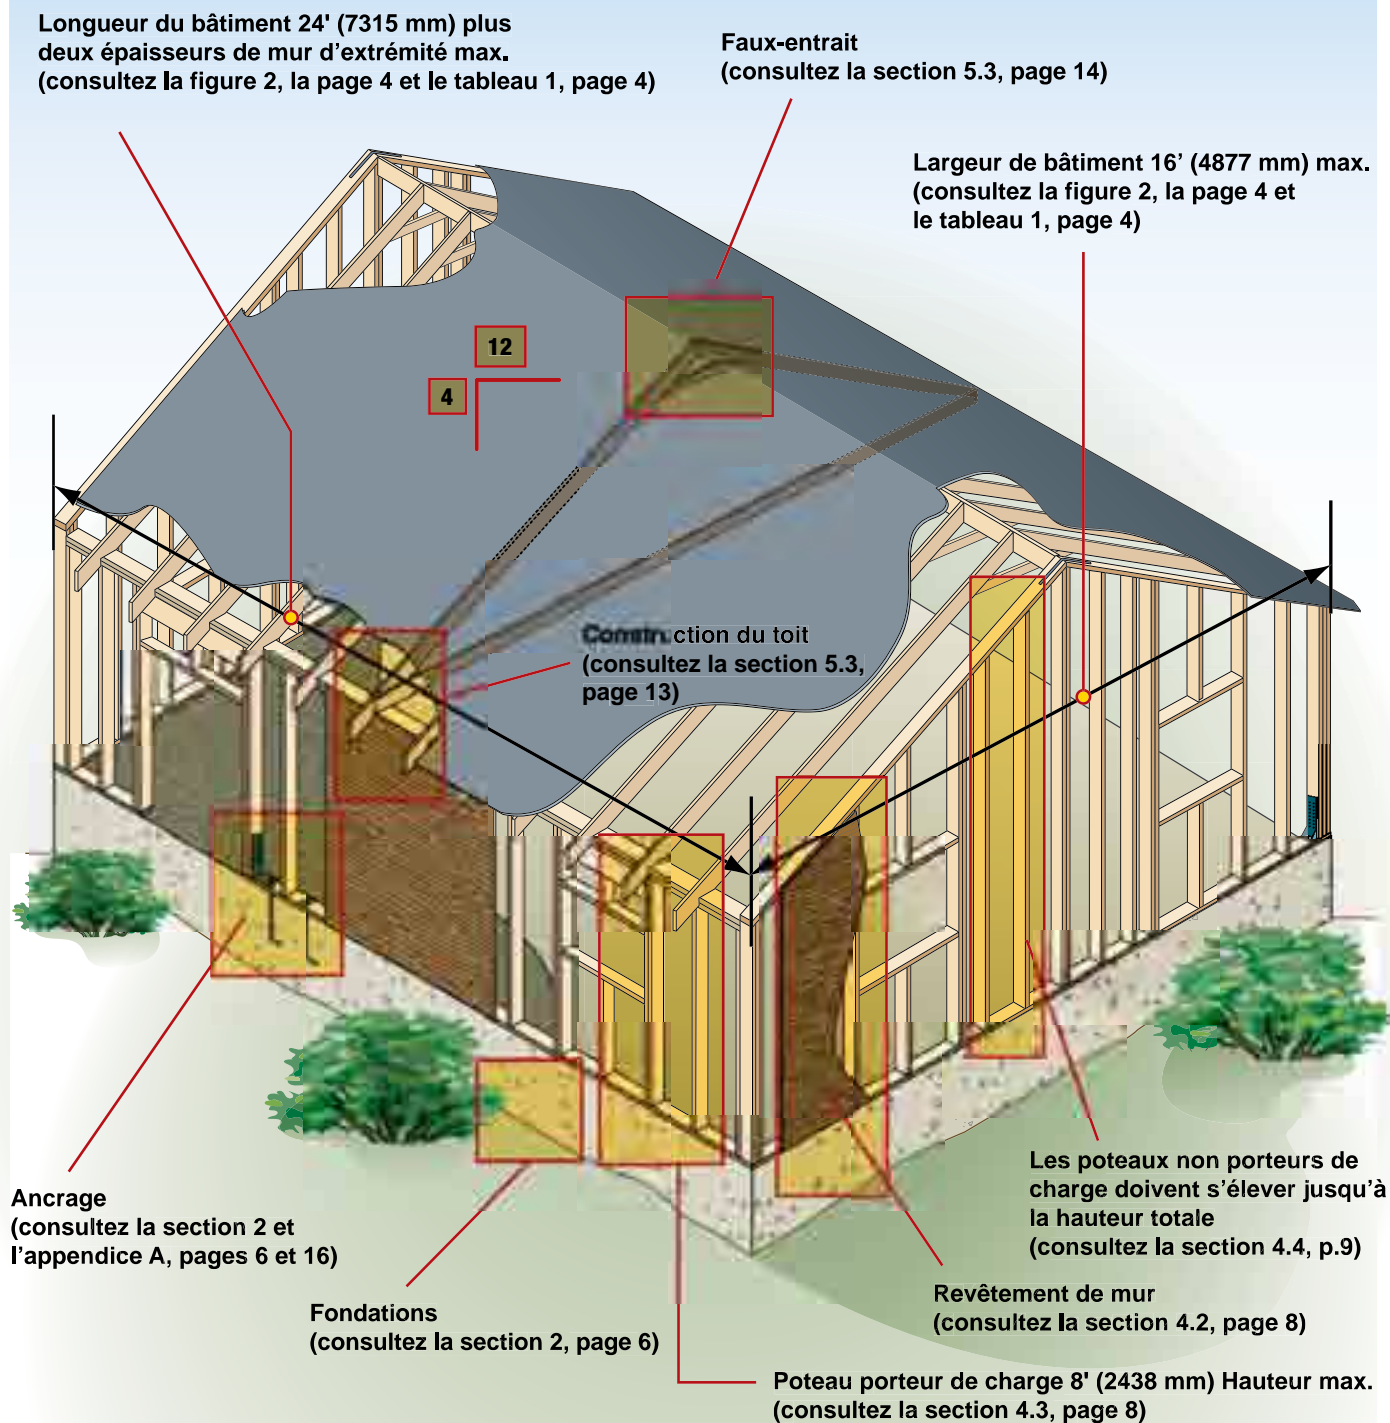 Longueur du bâtiment 24' (7315 mm) plus
deux épaisseurs de mur d'extrémité max.
(consultez la figure 2, la page 4 et le tableau 1, page 4)
Faux-entrait
(consultez la section 5.3, page 14)
Largeur de bâtiment 16’ (4877 mm) max.
(consultez la figure 2, la page 4 et
le tableau 1, page 4)
12
4
Construction du toit
(consultez la section 5.3,
page 13)
Ancrage
(consultez la section 2 et
l’appendice A, pages 6 et 16)
Fondations
(consultez la section 2, page 6)
Les poteaux non porteurs de
charge doivent s’élever jusqu’à
la hauteur totale
(consultez la section 4.4, p.9)
Revêtement de mur
(consultez la section 4.2, page 8)
Poteau porteur de charge 8' (2438 mm) Hauteur max.
(consultez la section 4.3, page 8)